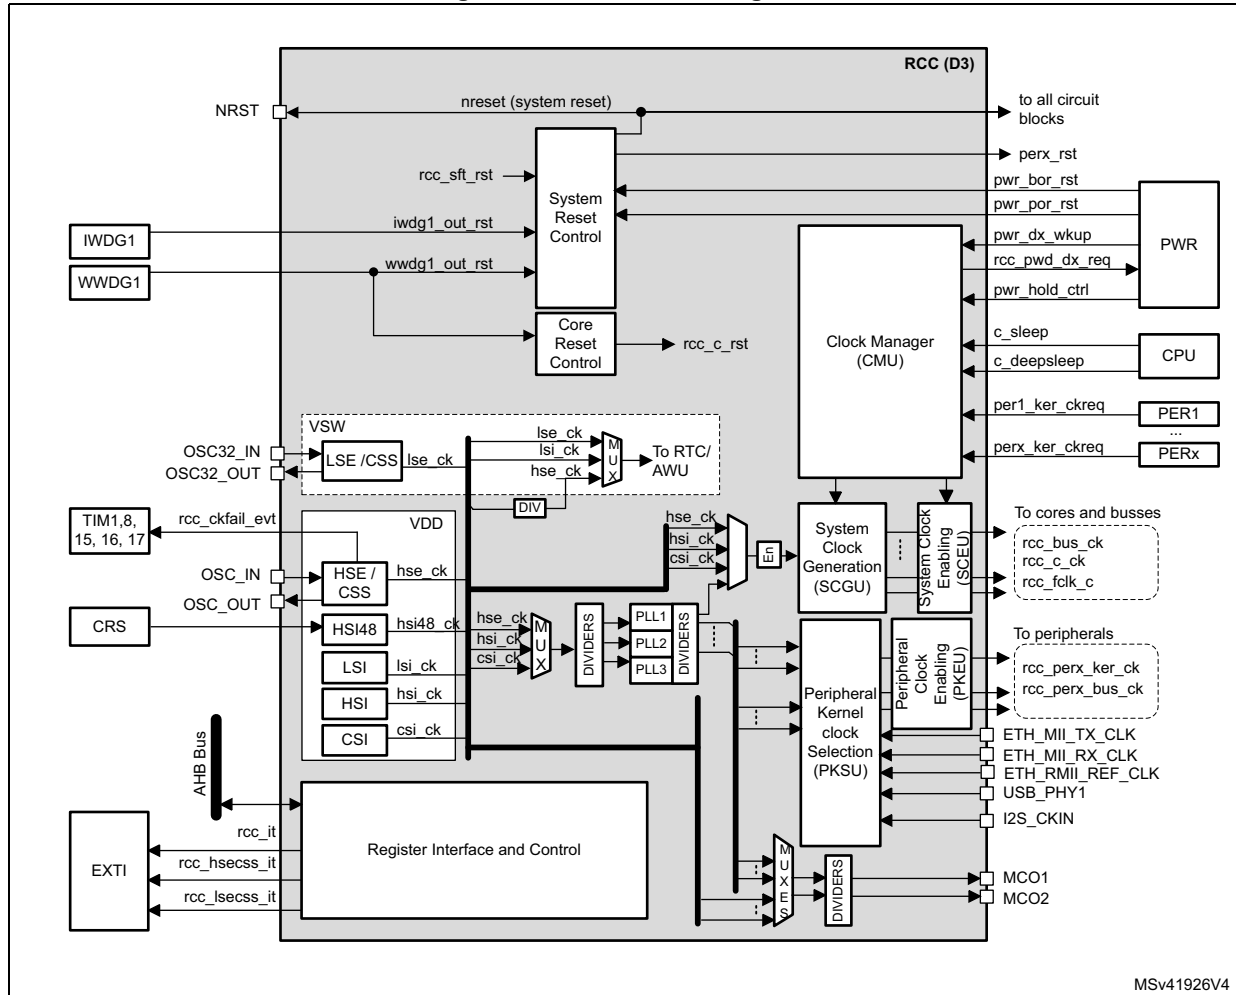 RCC (D3)
NRST
nreset (system reset)
to all circuit
blocks
perx_rst
rcc_sft_rst
System
Reset
Control
pwr_bor_rst
pwr_por_rst
PWR
IWDG1
iwdg1_out_rst
WWDG1
wwdg1_out_rst
pwr_dx_wkup
rcc_pwd_dx_req
pwr_hold_ctrl
Core
Reset
Control
rcc_c_rst
Clock Manager
(CMU)
c_sleep
c_deepsleep
CPU
per1_ker_ckreq
PER1
...
perx_ker_ckreq
PERx
VSW
OSC32_IN
OSC32_OUT
LSE /CSS
lse_ck
lse_ck
lsi_ck
hse_ck
MUX
To RTC/
AWU
DIV
TIM1,8,
15, 16, 17
rcc_ckfail_evt
VDD
OSC_IN
OSC_OUT
HSE /
CSS
hse_ck
CRS
HSI48
hsi48_ck
LSI
lsi_ck
HSI
hsi_ck
CSI
csi_ck
hse_ck
hsi_ck
csi_ck
En
System
Clock
Generation
(SCGU)
System Clock
Enabling
(SCEU)
To cores and busses
rcc_bus_ck
rcc_c_ck
rcc_fclk_c
hse_ck
hsi_ck
csi_ck
MUX
DIVIDERS
PLL1
PLL2
PLL3
DIVIDERS
Peripheral
Kernel
clock
Selection
(PKSU)
Peripheral
Clock
Enabling
(PKEU)
To peripherals
rcc_perx_ker_ck
rcc_perx_bus_ck
ETH_MII_TX_CLK
ETH_MII_RX_CLK
ETH_RMII_REF_CLK
USB_PHY1
I2S_CKIN
AHB Bus
EXTI
rcc_it
rcc_hsecss_it
rcc_lsecss_it
Register Interface and Control
MUXES
DIVIDERS
MCO1
MCO2
MSv41926V4